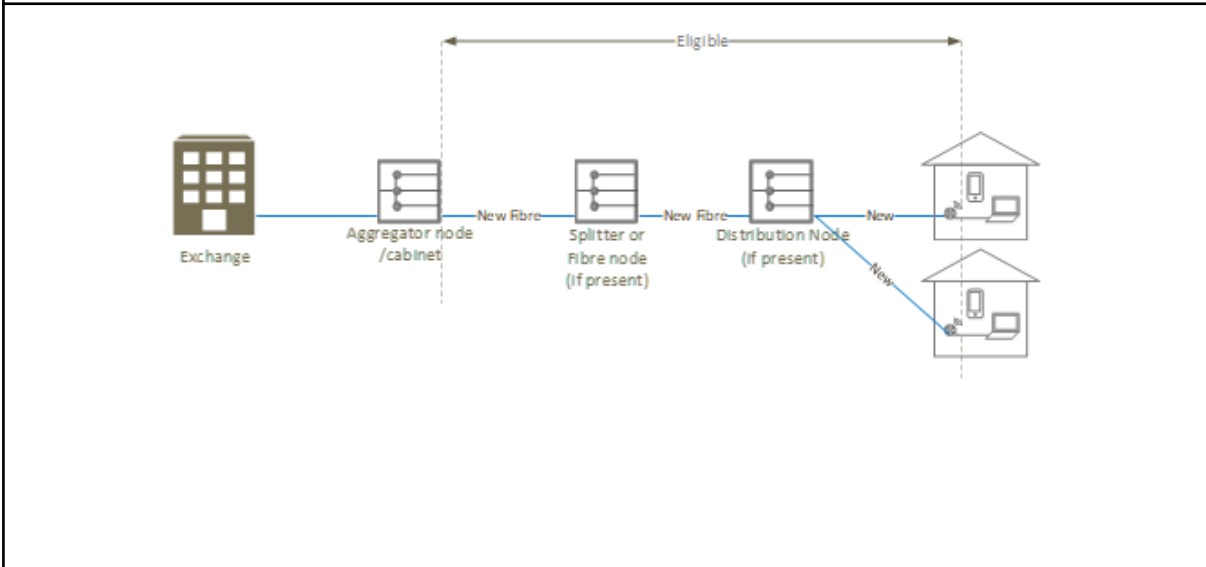 Eligible
Exchange
Aggregator node
/cabinet
New Fibre
Splitter or
Fibre node
(if present)
New Fibre
Distribution Node
(if present)
New
New